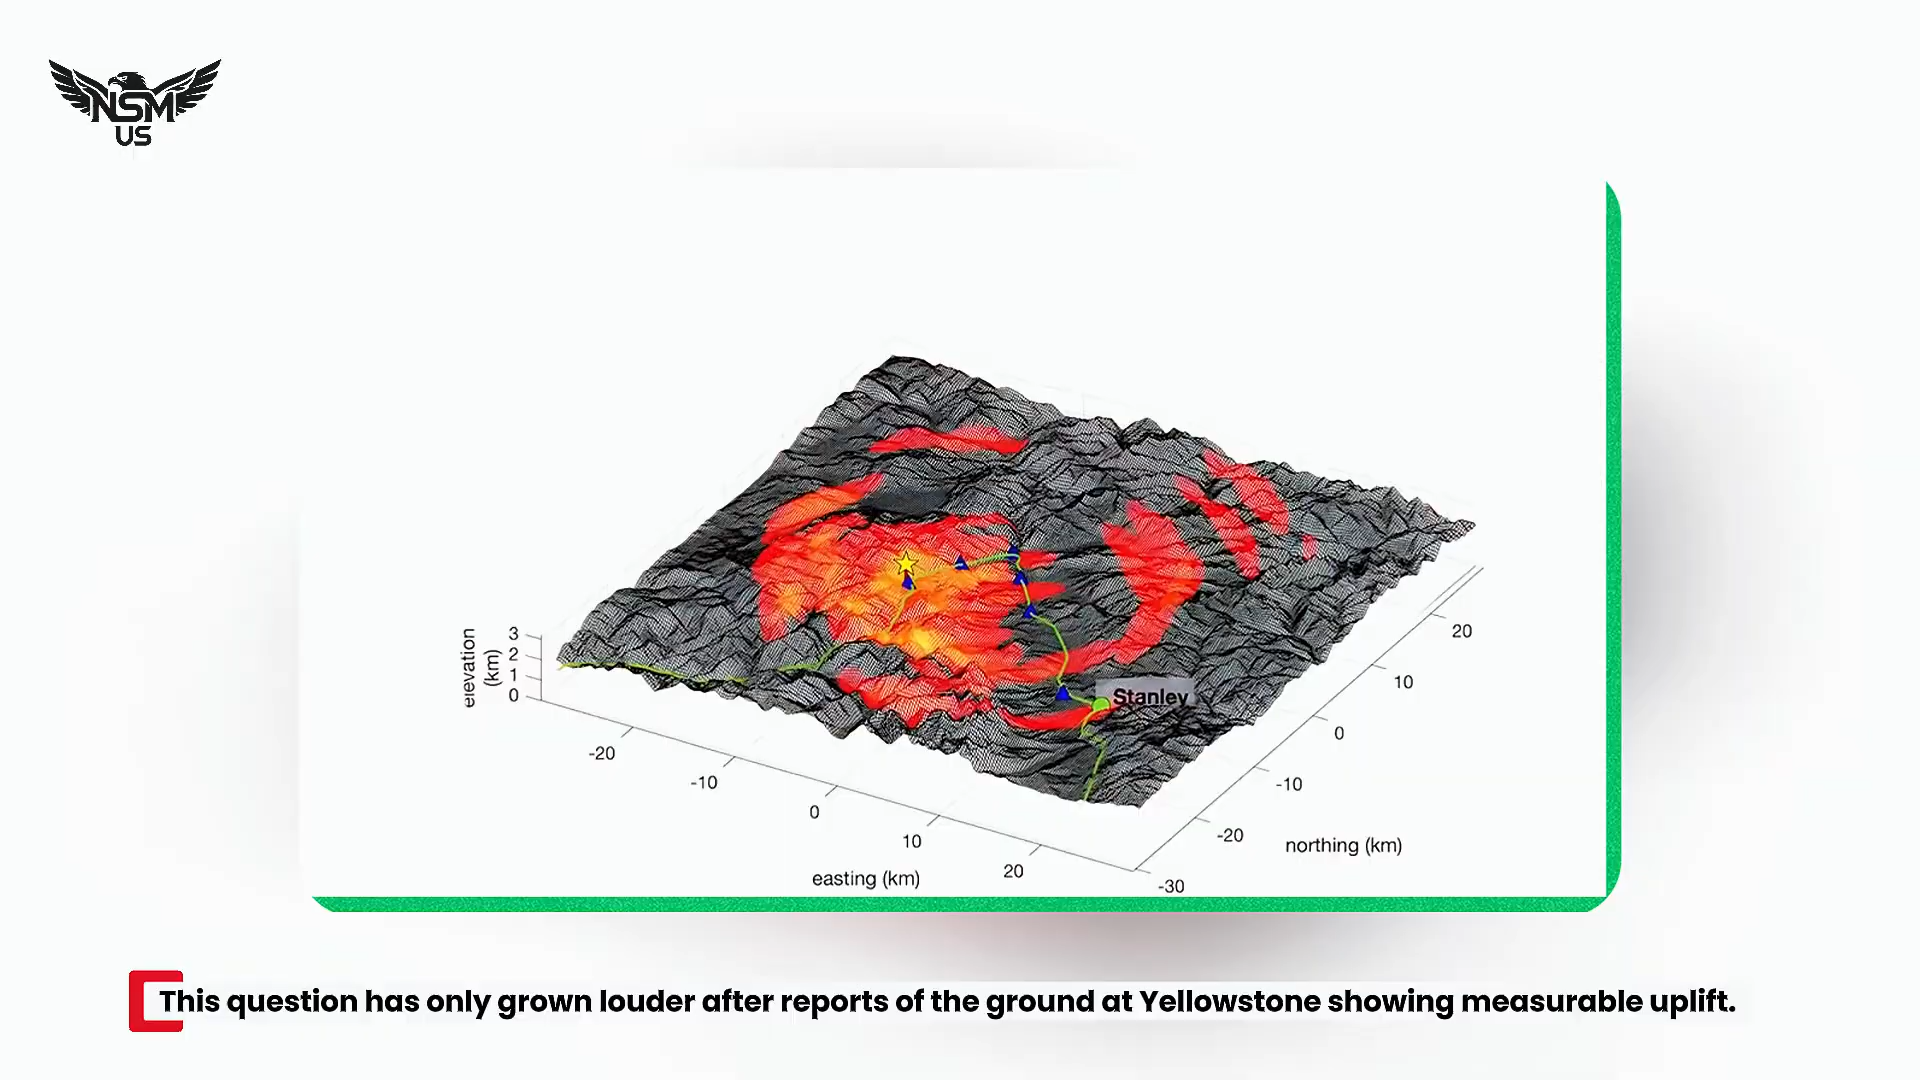 NSM
US
Stanley
elevation
(km)
3
2
1
0
-20
-10
0
10
20
easting (km)
20
10
0
-10
-20
-30
northing (km)
This question has only grown louder after reports of the ground at Yellowstone showing measurable uplift.